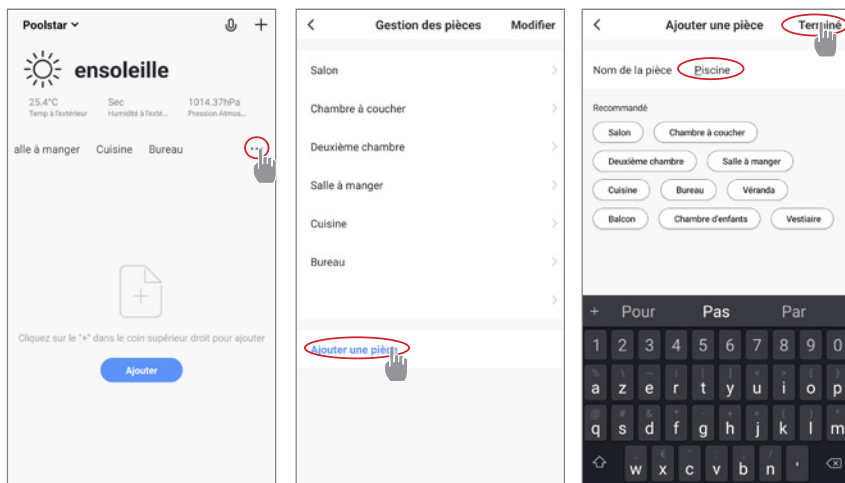 Poolstar
ensoleille
25.4°C Sec 1014.37hPa
Temp à l'extérieur Humidité à l'exté... Pression Atmos...
alle à manger Cuisine Bureau ...
Cliquez sur le "+" dans le coin supérieur droit pour ajouter
Ajouter
Gestion des pièces Modifier
Salon
Chambre à coucher
Deuxième chambre
Salle à manger
Cuisine
Bureau
Ajouter une pièce
Ajouter une pièce Terminé
Nom de la pièce Piscine
Recommandé
Salon Chambre à coucher
Deuxième chambre Salle à manger
Cuisine Bureau Véranda
Balcon Chambre d'enfants Vestiaire
+ Pour Pas Par
1 2 3 4 5 6 7 8 9 0
a z e r t y u i o p
q s d f g h j k l m
w x c v b n '